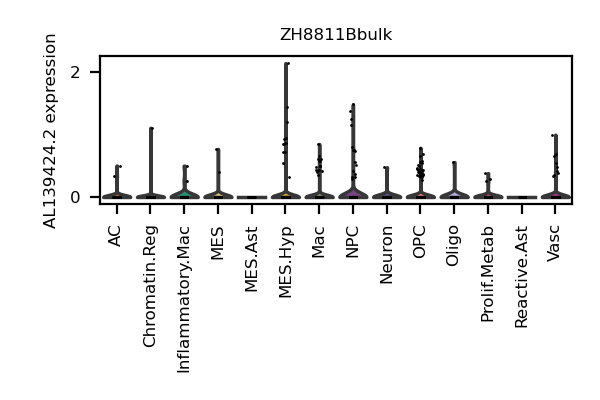 ZH8811Bbulk
AL139424.2 expression
2
0
AC
Chromatin.Reg
Inflammatory.Mac
MES
MES.Ast
MES.Hyp
Mac
NPC
Neuron
OPC
Oligo
Prolif.Metab
Reactive.Ast
Vasc